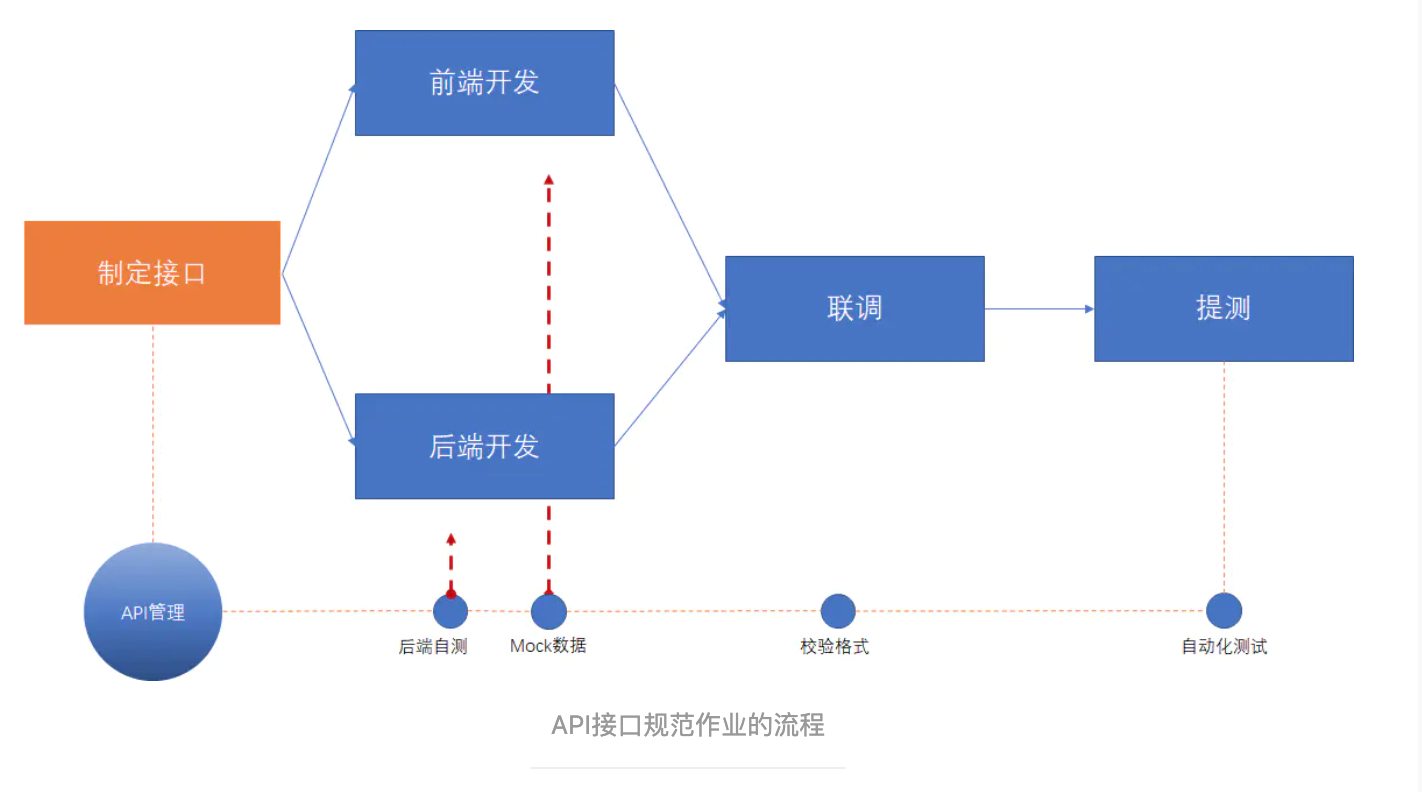 前端开发
制定接口
联调
提测
后端开发
API管理
后端自测
Mock数据
校验格式
自动化测试
API接口规范作业的流程